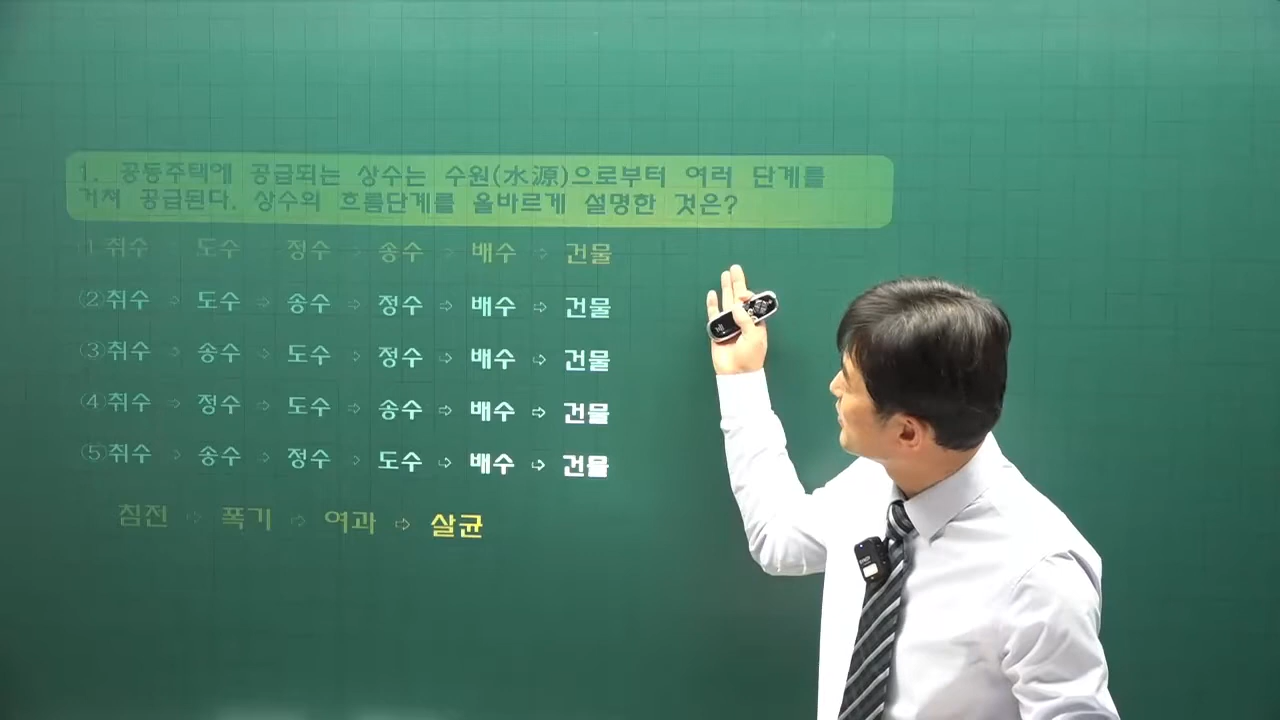 1. 공동주택에 공급되는 상수는 수원(水源)으로부터 여러 단계를
거쳐 공급된다. 상수의 흐름단계를 올바르게 설명한 것은?
1 취수 도수 정수 ⇨ 송수 ⇨ 배수 ⇨ 건물
②취수 ⇨ 도수 ⇨ 송수 ⇨ 정수 ⇨ 배수 ⇨ 건물
③취수 ⇨ 송수 ⇨ 도수 ⇨ 정수 ⇨ 배수 ⇨ 건물
④취수 ⇨ 정수 ⇨ 도수 ⇨ 송수 ⇨ 배수 ⇨ 건물
⑤취수 ⇨ 송수 ⇨ 정수 ⇨ 도수 ⇨ 배수 ⇨ 건물
침전 ⇨ 폭기 ⇨ 여과 ⇨ 살균